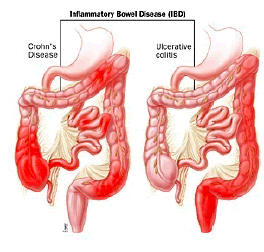 Inflammatory Bowel Disease (IBD)
Crohn's
Disease
Ulcerative
colitis